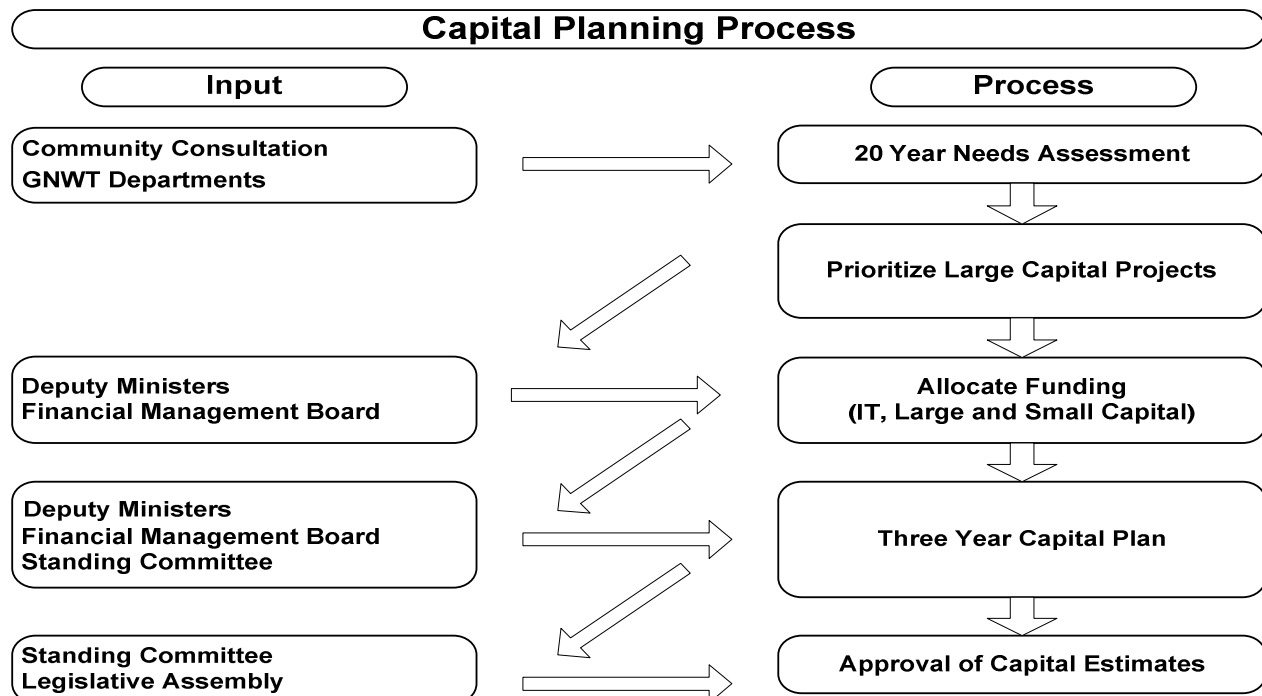 Capital Planning Process
Input
Process
Community Consultation
GNWT Departments
20 Year Needs Assessment
Prioritize Large Capital Projects
Deputy Ministers
Financial Management Board
Allocate Funding
(IT, Large and Small Capital)
Deputy Ministers
Financial Management Board
Standing Committee
Three Year Capital Plan
Standing Committee
Legislative Assembly
Approval of Capital Estimates